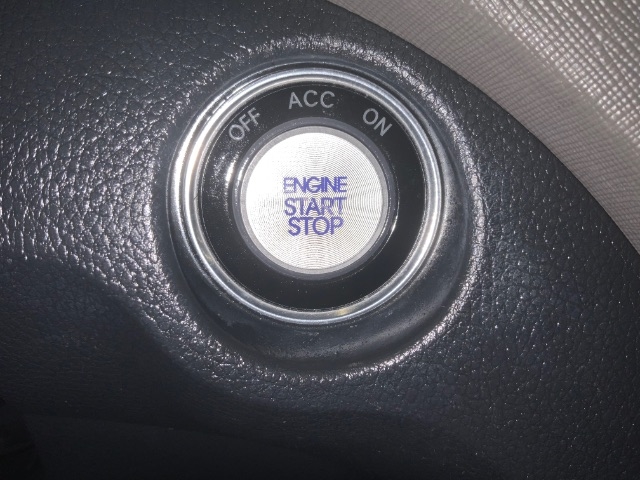 OFF ACC ON
ENGINE
START
STOP